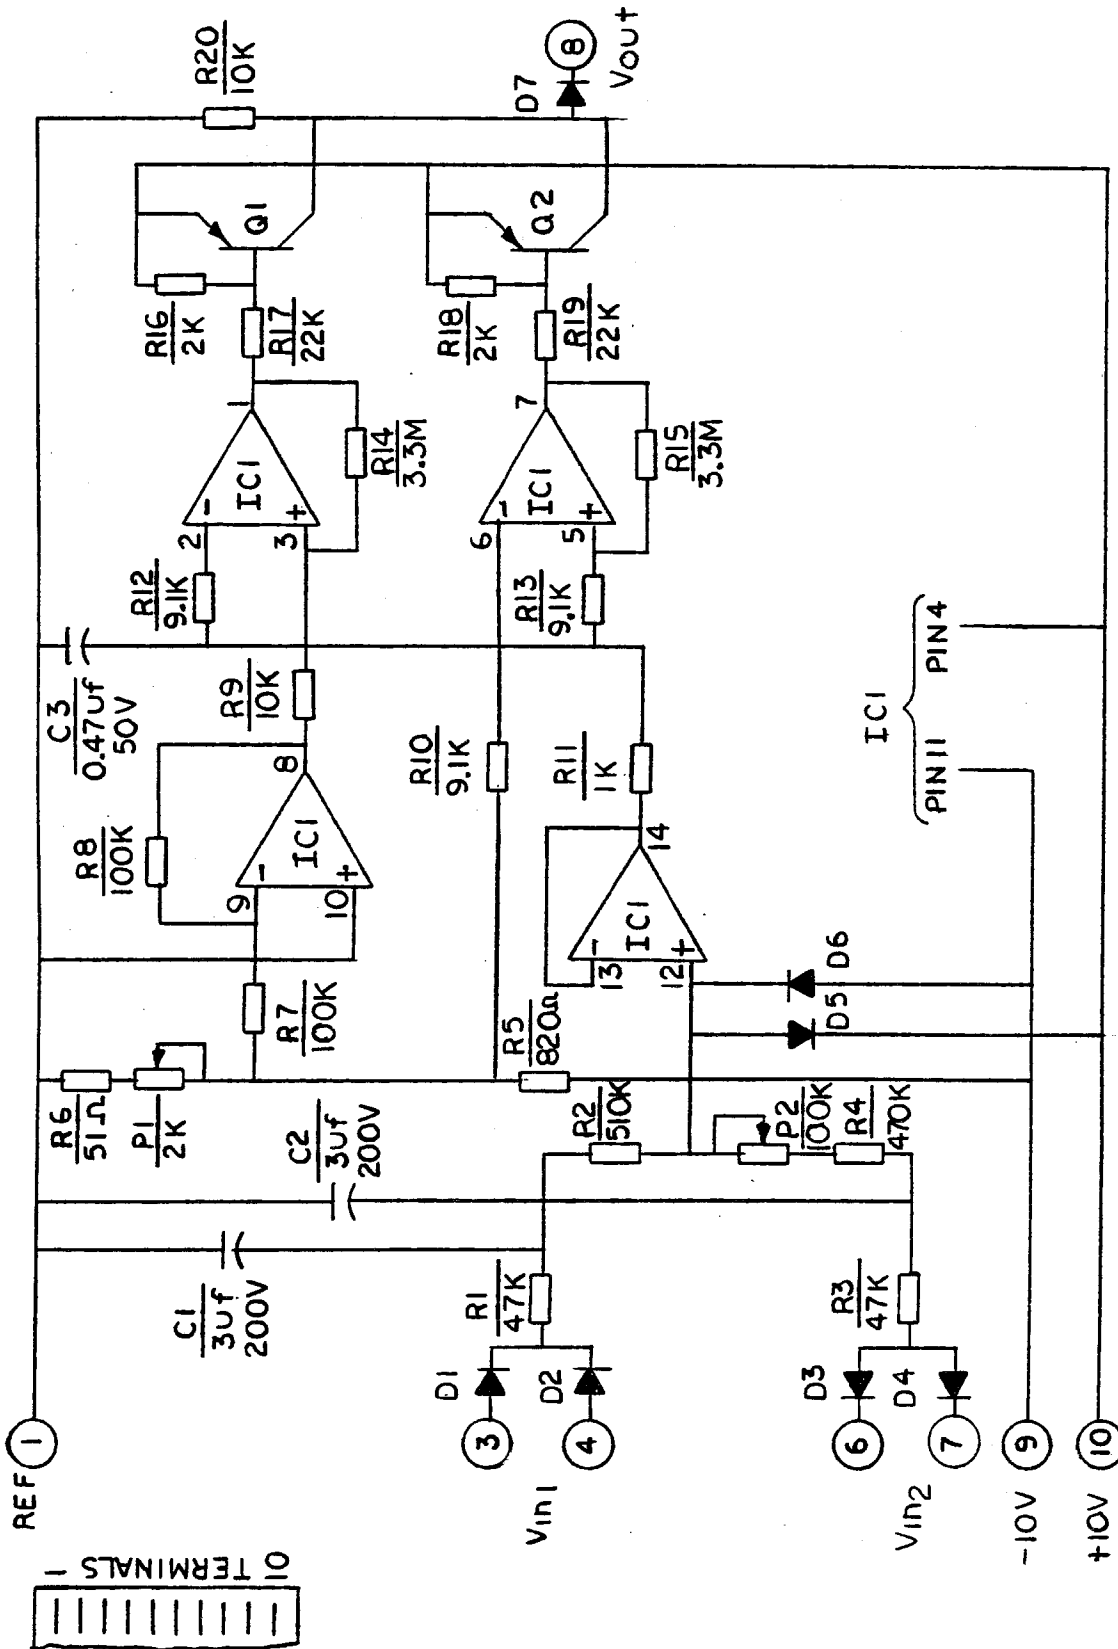 10 TERMINALS 1
REF
1
Vin1
3
4
Vin2
6
7
-10V
9
+10V
10
D1
D2
D3
D4
C1
3uf
200V
R1
47K
R3
47K
C2
3uf
200V
R6
51Ω
P1
2K
R2
510K
P2
100K
R4
470K
R5
820Ω
R7
100K
D5
D6
R8
100K
9
10
-
+
IC1
8
13
12
-
+
IC1
14
C3
0.47uf
50V
R9
10K
R10
9.1K
R11
1K
IC1
PIN 11
PIN 4
R12
9.1K
R13
9.1K
2
3
-
+
IC1
1
6
5
-
+
IC1
7
R14
3.3M
R15
3.3M
R16
2K
R17
22K
R18
2K
R19
22K
Q1
Q2
R20
10K
D7
8
Vout